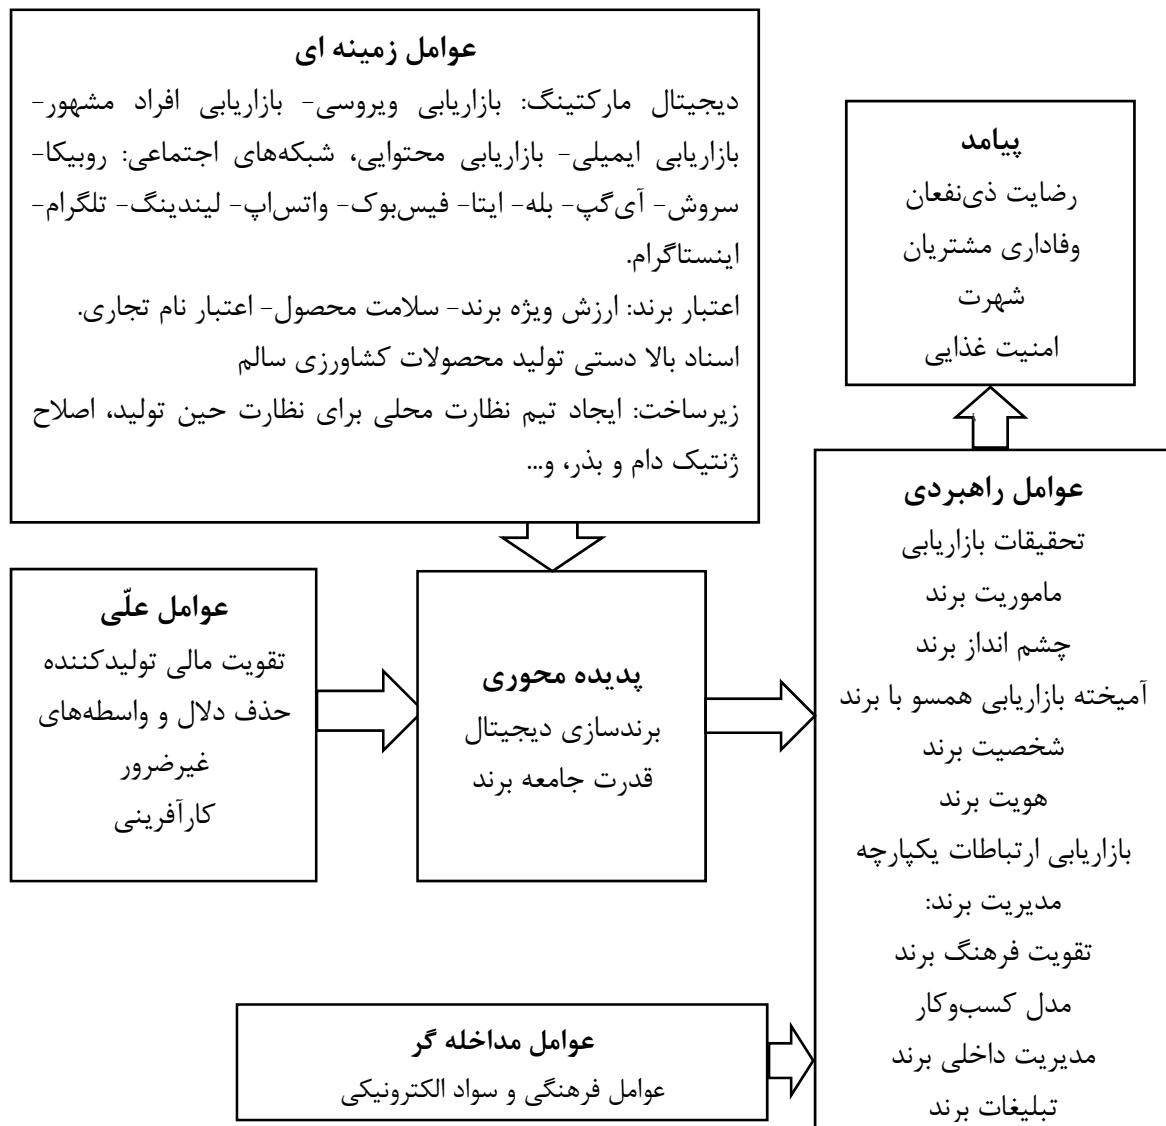 عوامل زمینه ای
دیجیتال مارکتینگ: بازاریابی ویروسی- بازاریابی افراد مشهور-
بازاریابی ایمیلی- بازاریابی محتوایی، شبکه‌های اجتماعی: روبیکا-
سروش- آی‌گپ- بله- ایتا- فیس‌بوک- واتس‌اپ- لیندینگ- تلگرام-
اینستاگرام.
اعتبار برند: ارزش ویژه برند- سلامت محصول- اعتبار نام تجاری.
اسناد بالا دستی تولید محصولات کشاورزی سالم
زیرساخت: ایجاد تیم نظارت محلی برای نظارت حین تولید، اصلاح
ژنتیک دام و بذر، و...
پیامد
رضایت ذی‌نفعان
وفاداری مشتریان
شهرت
امنیت غذایی
عوامل علّی
تقویت مالی تولیدکننده
حذف دلال و واسطه‌های
غیرضرور
کارآفرینی
پدیده محوری
برندسازی دیجیتال
قدرت جامعه برند
عوامل راهبردی
تحقیقات بازاریابی
ماموریت برند
چشم انداز برند
آمیخته بازاریابی همسو با برند
شخصیت برند
هویت برند
بازاریابی ارتباطات یکپارچه
مدیریت برند:
تقویت فرهنگ برند
مدل کسب‌وکار
مدیریت داخلی برند
تبلیغات برند
عوامل مداخله گر
عوامل فرهنگی و سواد الکترونیکی